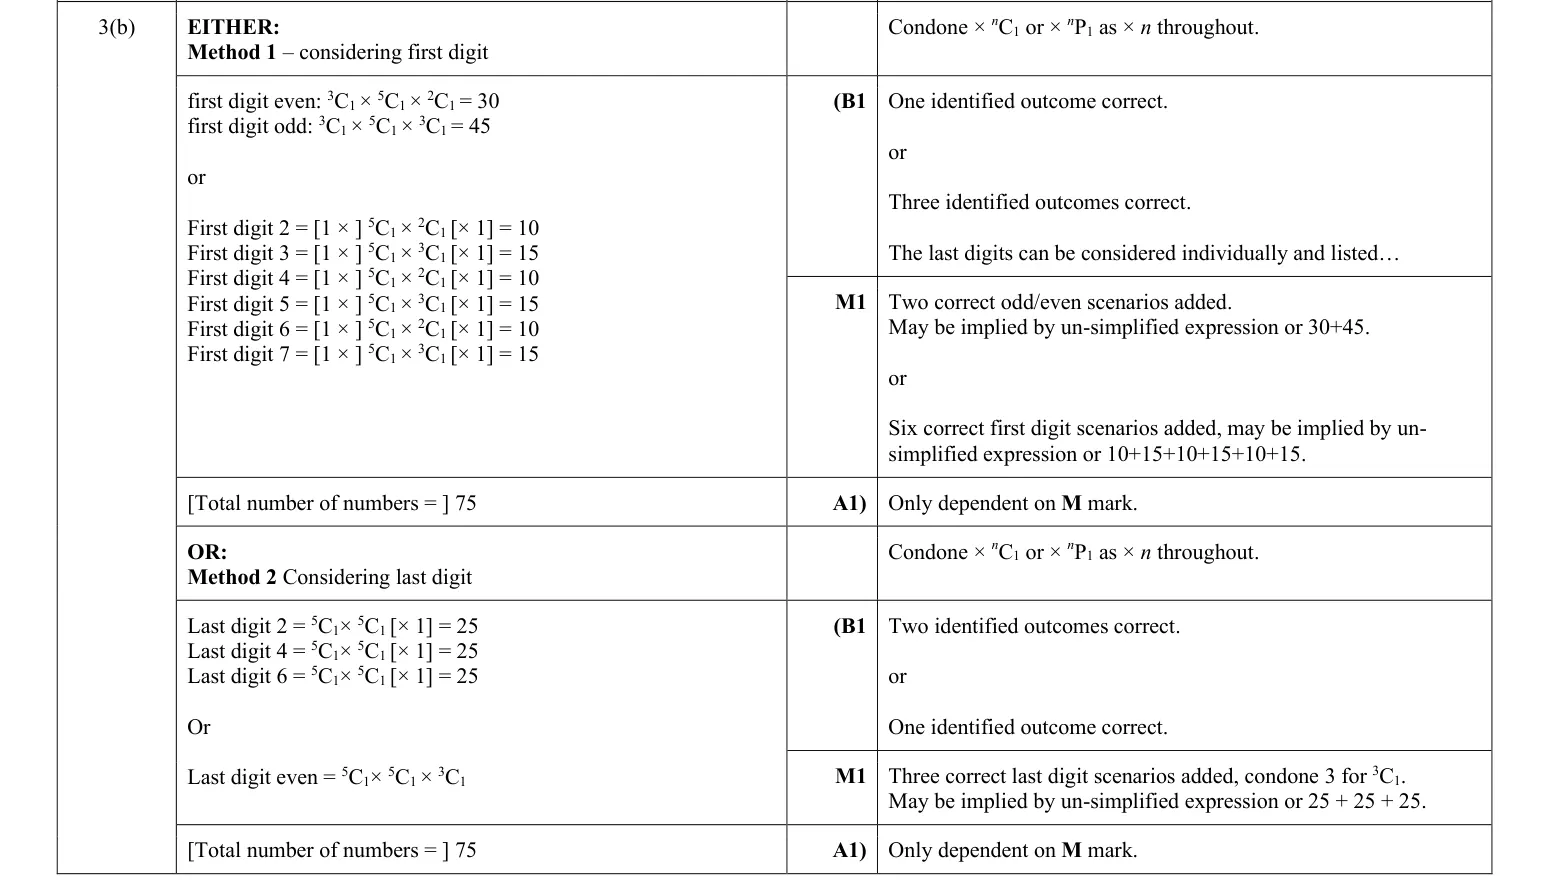 3(b)
EITHER:
Method 1 – considering first digit
Condone × ⁿC₁ or × ⁿP₁ as × n throughout.
first digit even: ³C₁ × ⁵C₁ × ²C₁ = 30
first digit odd: ³C₁ × ⁵C₁ × ³C₁ = 45
or
First digit 2 = [1 × ] ⁵C₁ × ²C₁ [× 1] = 10
First digit 3 = [1 × ] ⁵C₁ × ³C₁ [× 1] = 15
First digit 4 = [1 × ] ⁵C₁ × ²C₁ [× 1] = 10
First digit 5 = [1 × ] ⁵C₁ × ³C₁ [× 1] = 15
First digit 6 = [1 × ] ⁵C₁ × ²C₁ [× 1] = 10
First digit 7 = [1 × ] ⁵C₁ × ³C₁ [× 1] = 15
(B1
One identified outcome correct.
or
Three identified outcomes correct.
The last digits can be considered individually and listed…
M1
Two correct odd/even scenarios added.
May be implied by un-simplified expression or 30+45.
or
Six correct first digit scenarios added, may be implied by un-
simplified expression or 10+15+10+15+10+15.
[Total number of numbers = ] 75
A1)
Only dependent on M mark.
OR:
Method 2 Considering last digit
Condone × ⁿC₁ or × ⁿP₁ as × n throughout.
Last digit 2 = ⁵C₁× ⁵C₁ [× 1] = 25
Last digit 4 = ⁵C₁× ⁵C₁ [× 1] = 25
Last digit 6 = ⁵C₁× ⁵C₁ [× 1] = 25
Or
Last digit even = ⁵C₁× ⁵C₁ × ³C₁
(B1
Two identified outcomes correct.
or
One identified outcome correct.
M1
Three correct last digit scenarios added, condone 3 for ³C₁.
May be implied by un-simplified expression or 25 + 25 + 25.
[Total number of numbers = ] 75
A1)
Only dependent on M mark.